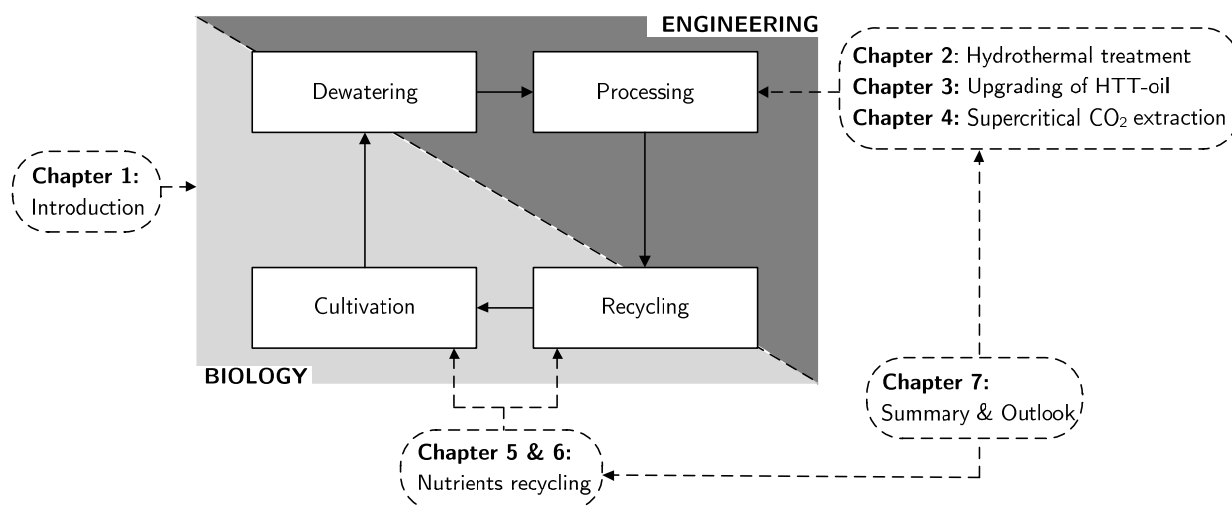 ENGINEERING
Dewatering
Processing
Chapter 2: Hydrothermal treatment
Chapter 3: Upgrading of HTT-oil
Chapter 4: Supercritical CO₂ extraction
Chapter 1:
Introduction
Cultivation
Recycling
BIOLOGY
Chapter 7:
Summary & Outlook
Chapter 5 & 6:
Nutrients recycling